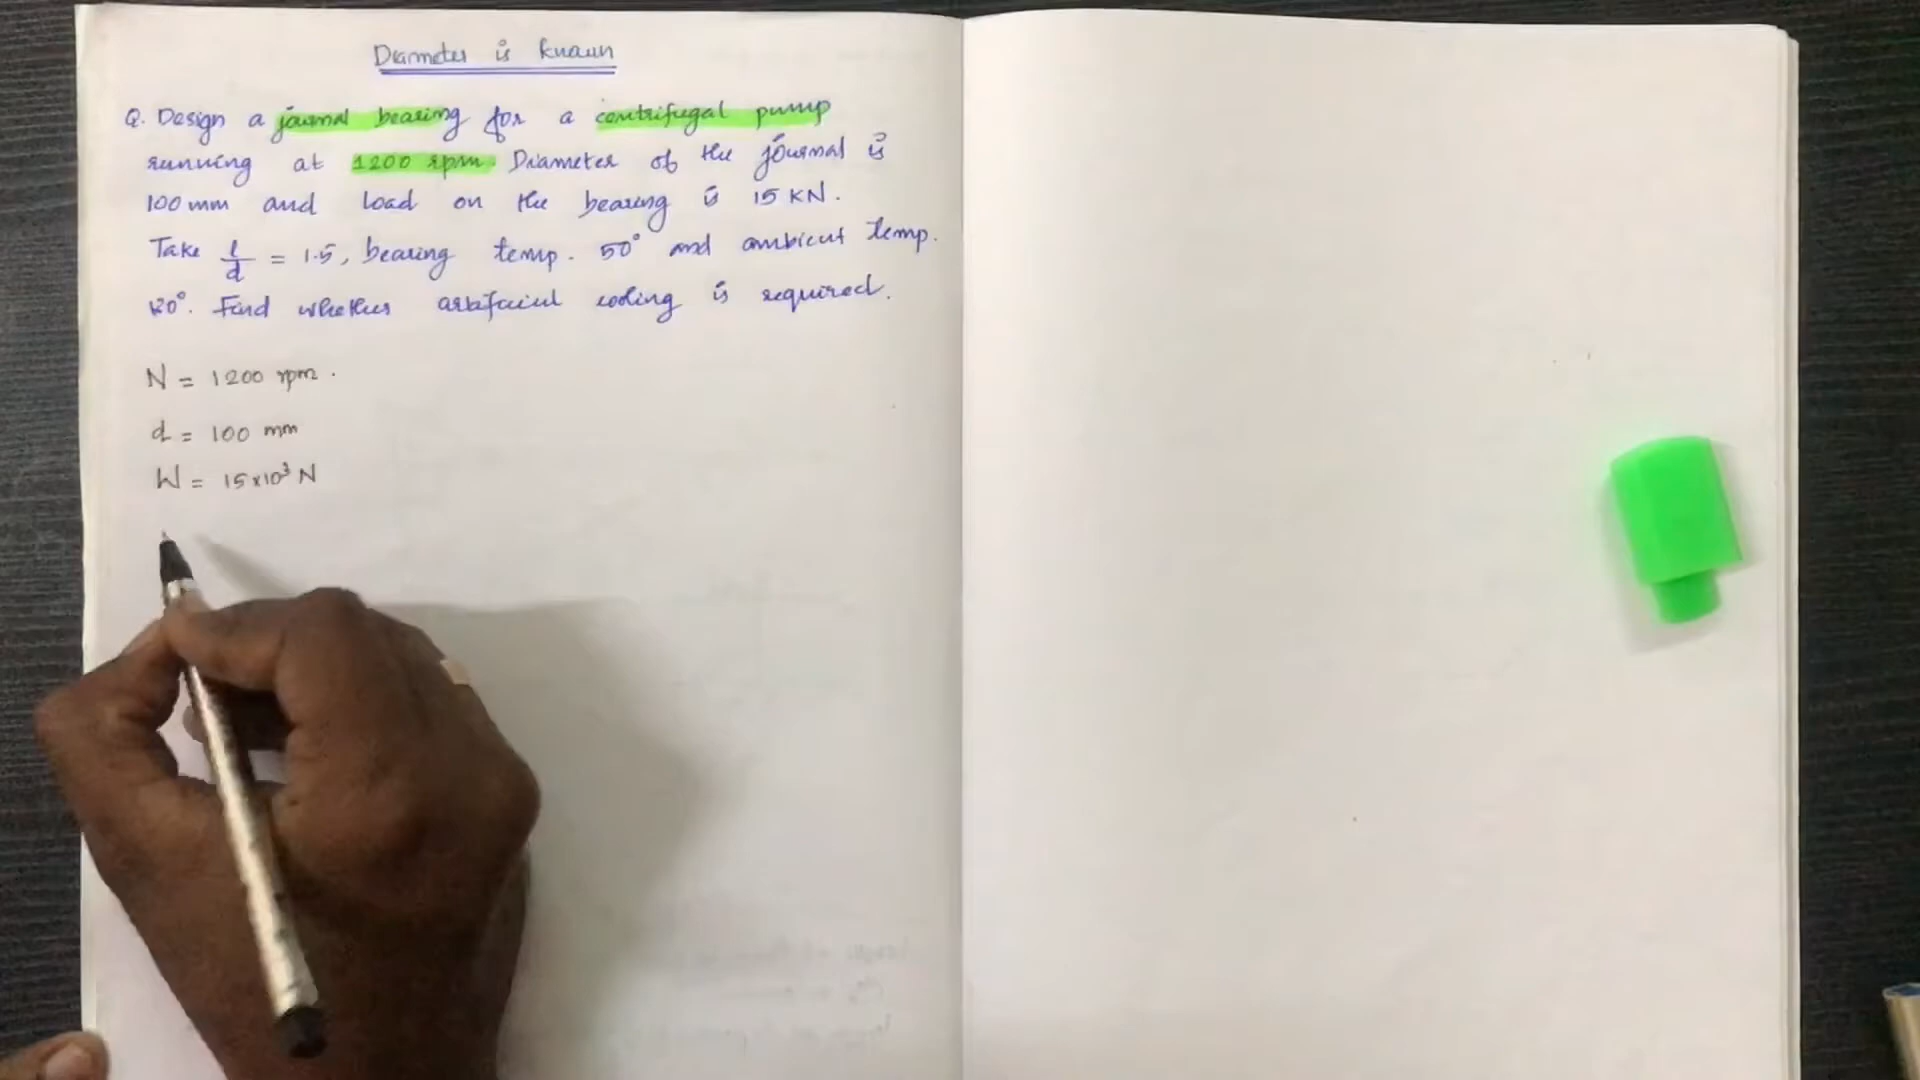 Diameter is known
Q. Design a journal bearing for a centrifugal pump
running at 1200 rpm. Diameter of the journal is
100 mm and load on the bearing is 15 KN.
Take l/d = 1.5, bearing temp. 50° and ambient temp.
20°. Find whether artificial cooling is required.
N = 1200 rpm.
d = 100 mm
W = 15×10³ N